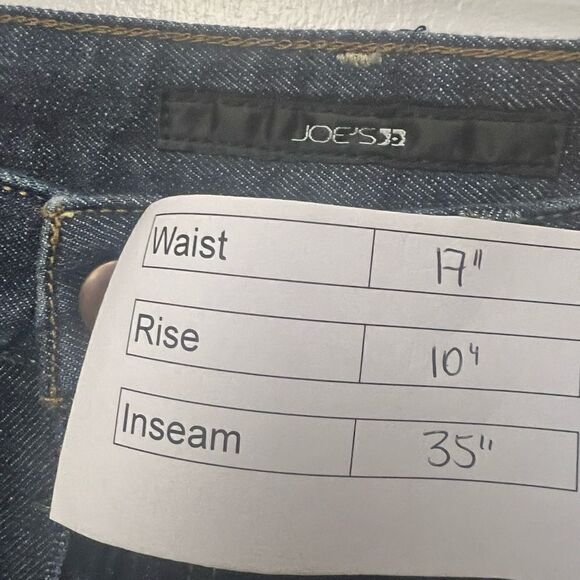 JOE'S
Waist 17"
Rise 10"
Inseam 35"